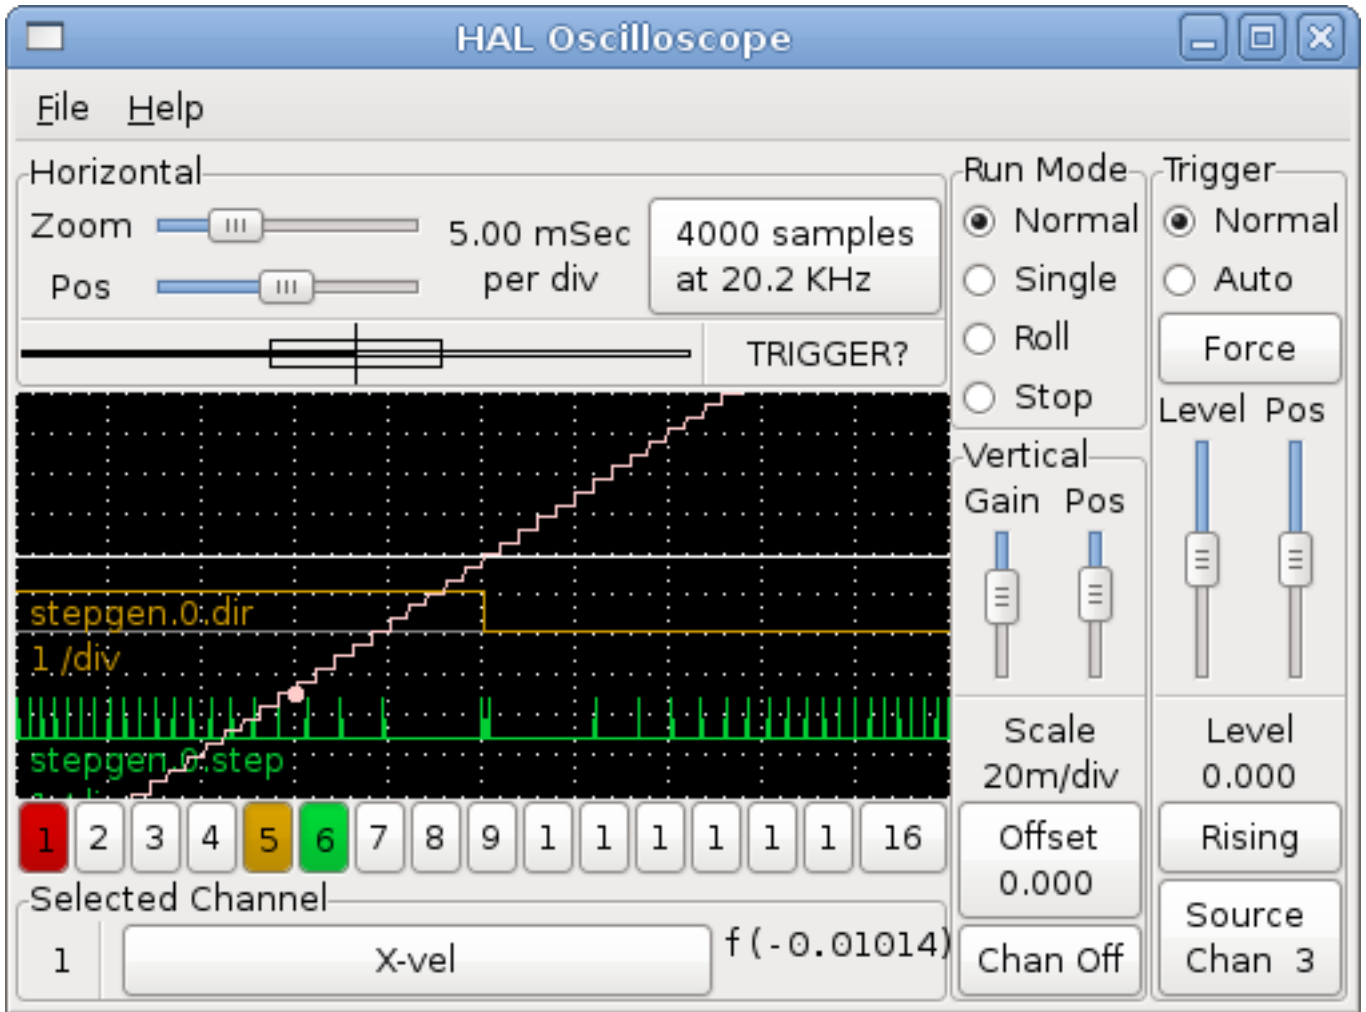 HAL Oscilloscope
File Help
Horizontal
Zoom
Pos
5.00 mSec
per div
4000 samples
at 20.2 KHz
TRIGGER?
Run Mode
Normal
Single
Roll
Stop
Trigger
Normal
Auto
Force
Level Pos
Vertical
Gain Pos
stepgen.0.dir
1 /div
stepgen.0.step
Scale
20m/div
Offset
0.000
Chan Off
Level
0.000
Rising
Source
Chan 3
1 2 3 4 5 6 7 8 9 1 1 1 1 1 1 16
Selected Channel
1
X-vel
f(-0.01014)